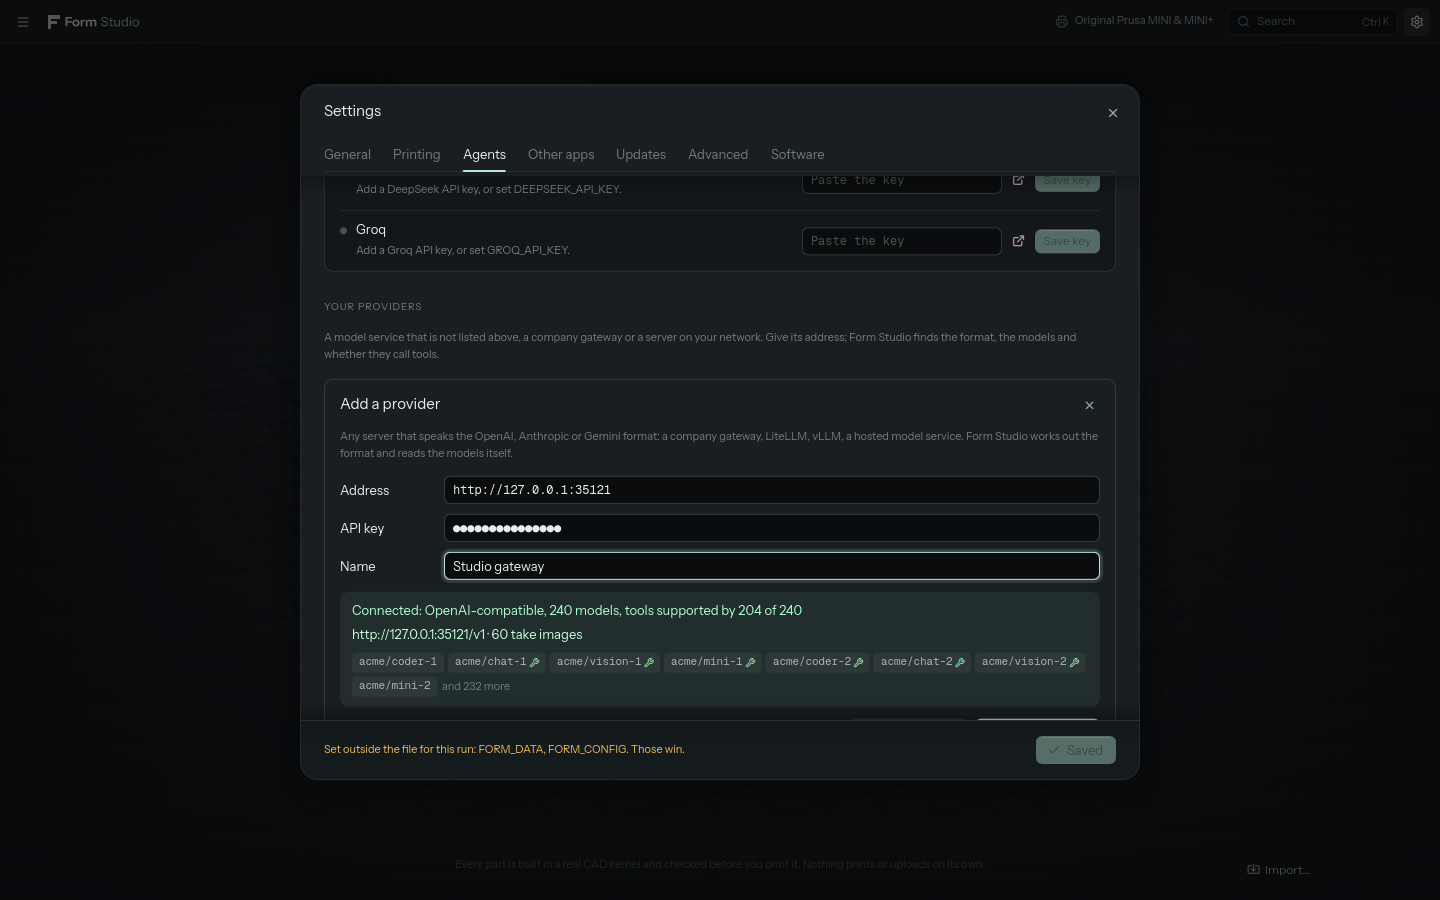 Form Studio
Original Prusa MINI & MINI+
Search
Ctrl K
Settings
General
Printing
Agents
Other apps
Updates
Advanced
Software
Add a DeepSeek API key, or set DEEPSEEK_API_KEY.
Paste the key
Save key
Groq
Add a Groq API key, or set GROQ_API_KEY.
Paste the key
Save key
YOUR PROVIDERS
A model service that is not listed above, a company gateway or a server on your network. Give its address; Form Studio finds the format, the models and
whether they call tools.
Add a provider
Any server that speaks the OpenAI, Anthropic or Gemini format: a company gateway, LiteLLM, vLLM, a hosted model service. Form Studio works out the
format and reads the models itself.
Address
http://127.0.0.1:35121
API key
●●●●●●●●●●●●●●●
Name
Studio gateway
Connected: OpenAI-compatible, 240 models, tools supported by 204 of 240
http://127.0.0.1:35121/v1 · 60 take images
acme/coder-1
acme/chat-1
acme/vision-1
acme/mini-1
acme/coder-2
acme/chat-2
acme/vision-2
acme/mini-2
and 232 more
Set outside the file for this run: FORM_DATA, FORM_CONFIG. Those win.
Saved
Every part is built in a real CAD kernel and checked before you print it. Nothing prints or uploads on its own.
Import...